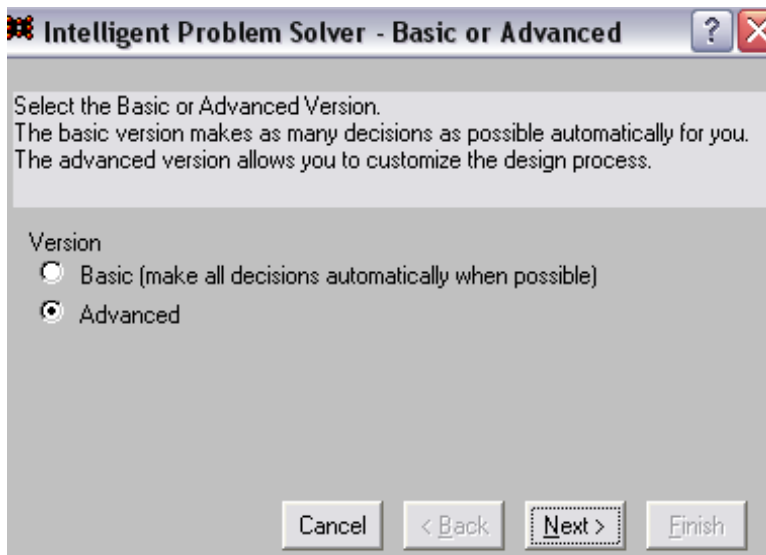 Intelligent Problem Solver - Basic or Advanced ?
Select the Basic or Advanced Version.
The basic version makes as many decisions as possible automatically for you.
The advanced version allows you to customize the design process.
Version
Basic (make all decisions automatically when possible)
Advanced
Cancel < Back Next > Finish